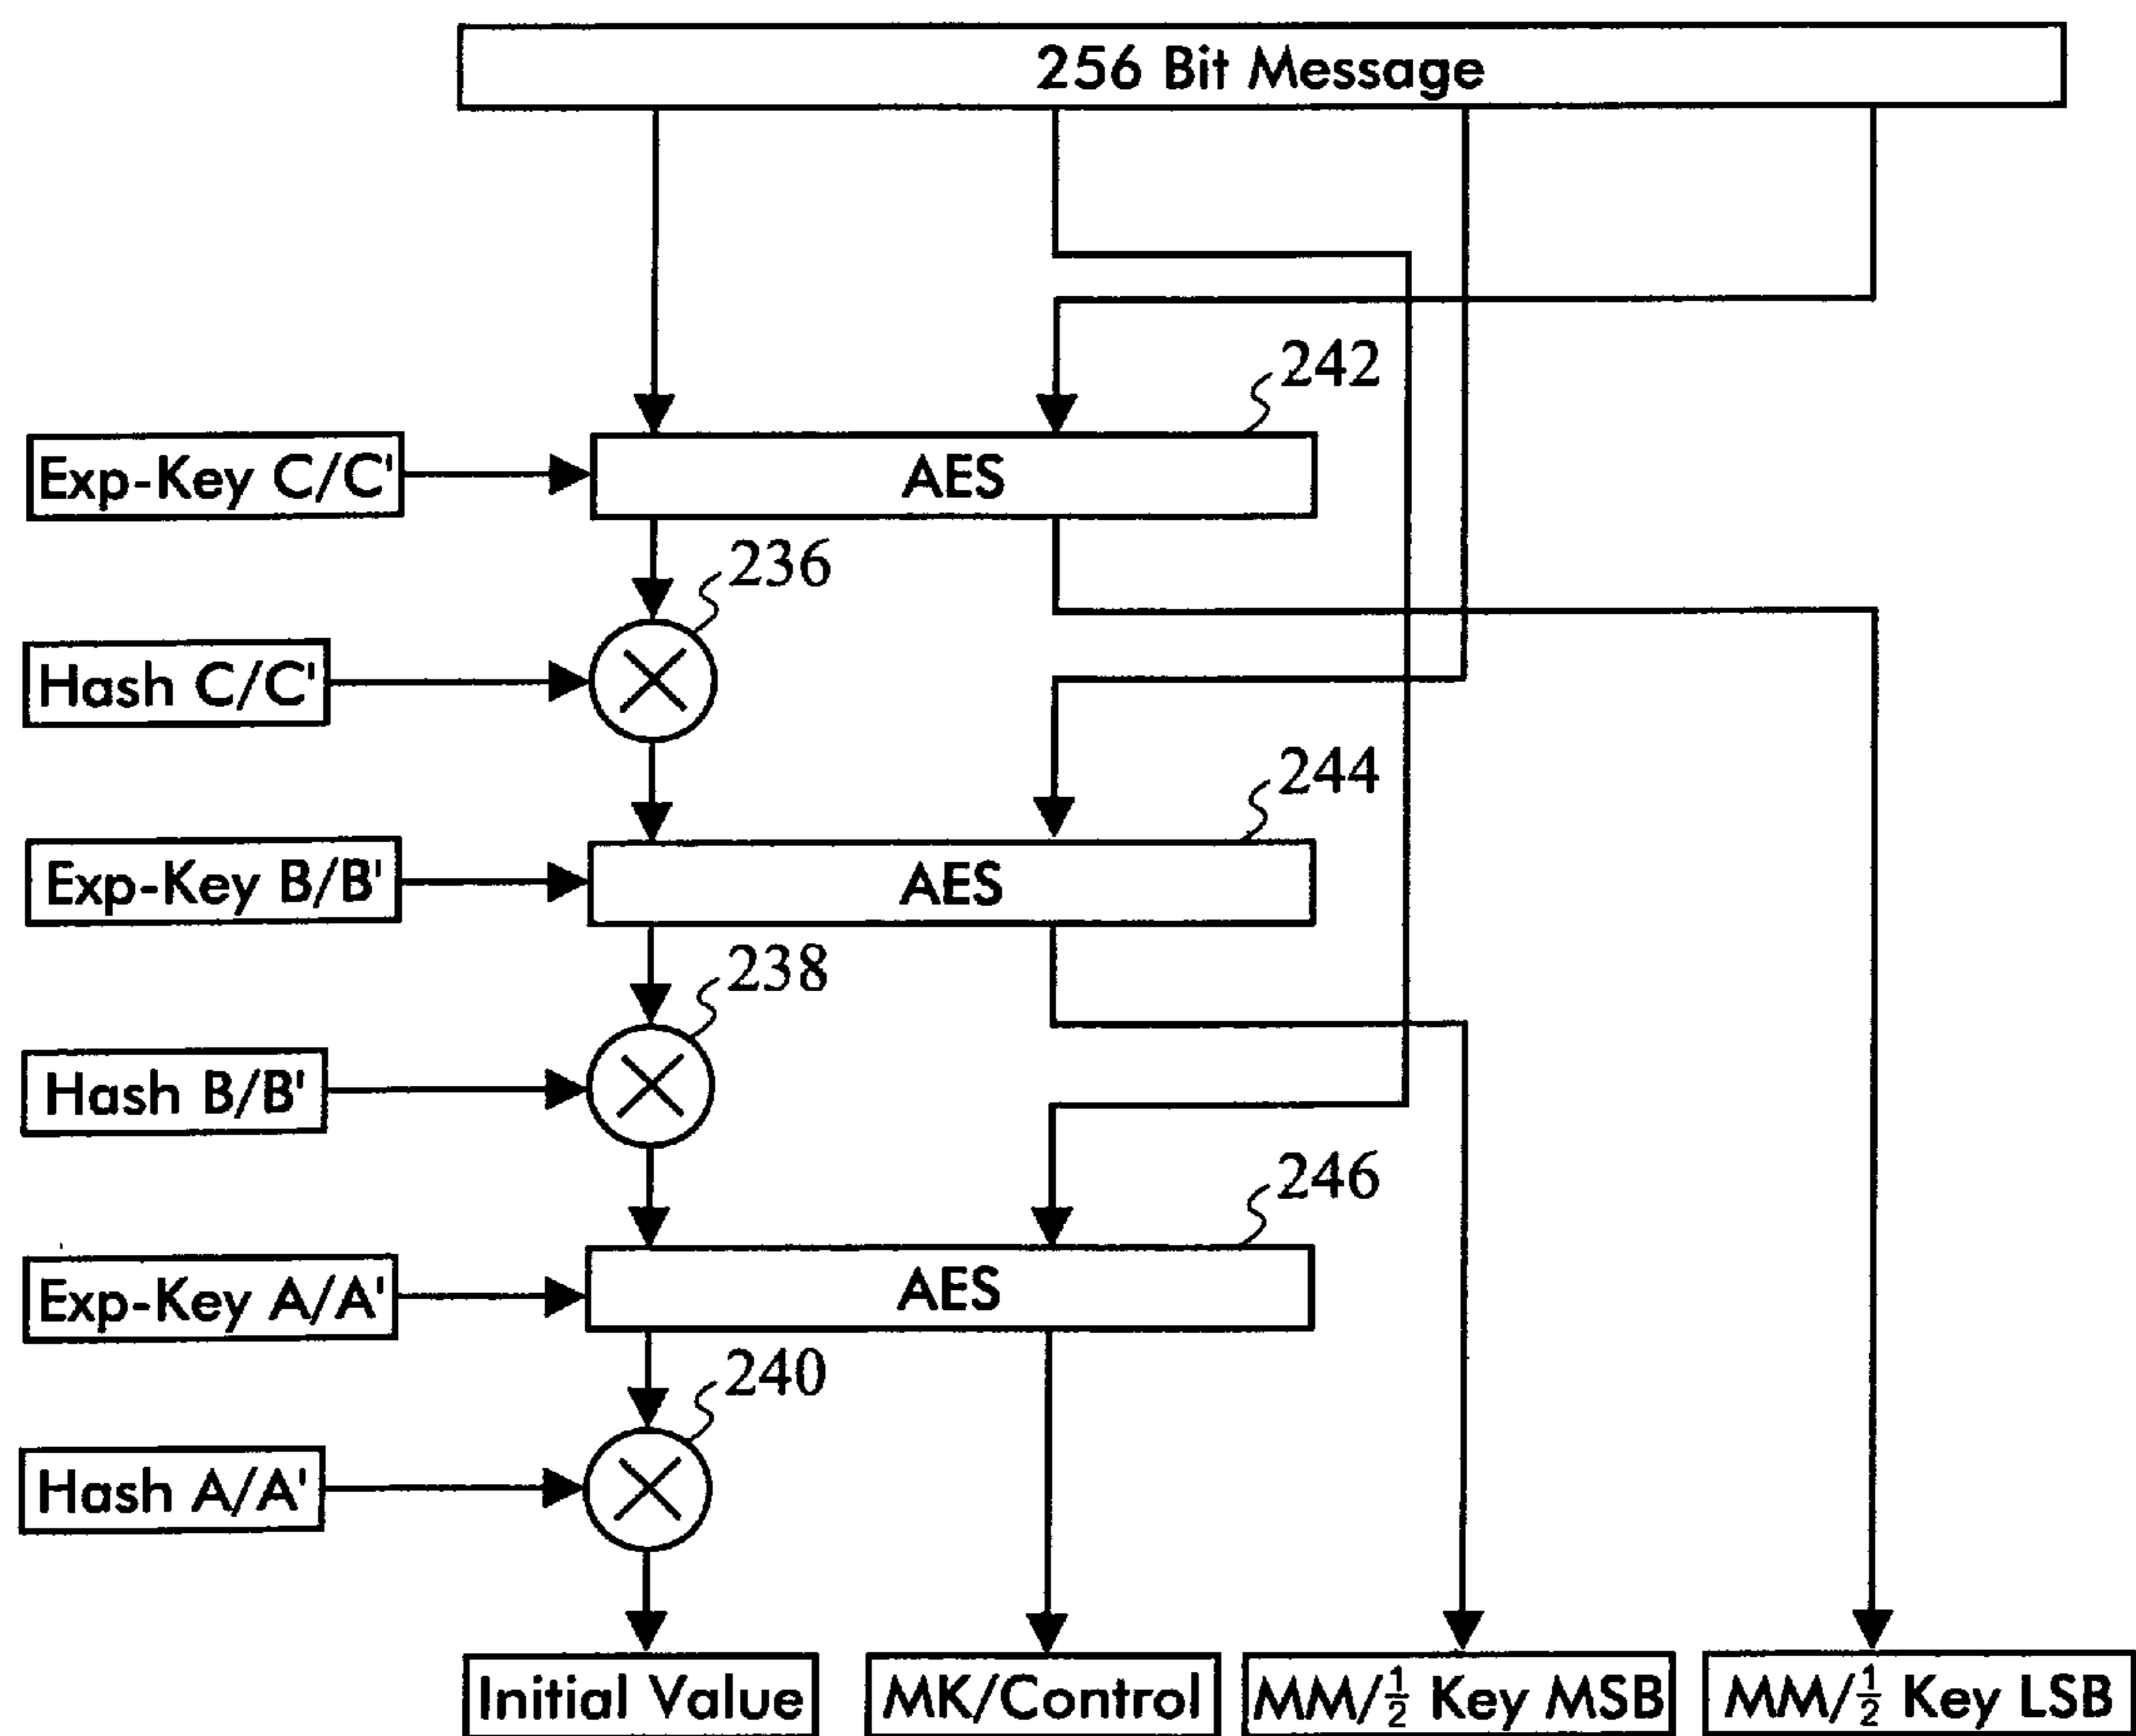 256 Bit Message
242
Exp-Key C/C'
AES
236
Hash C/C'
244
Exp-Key B/B'
AES
238
Hash B/B'
246
Exp-Key A/A'
AES
240
Hash A/A'
Initial Value
MK/Control
MM/½ Key MSB
MM/½ Key LSB